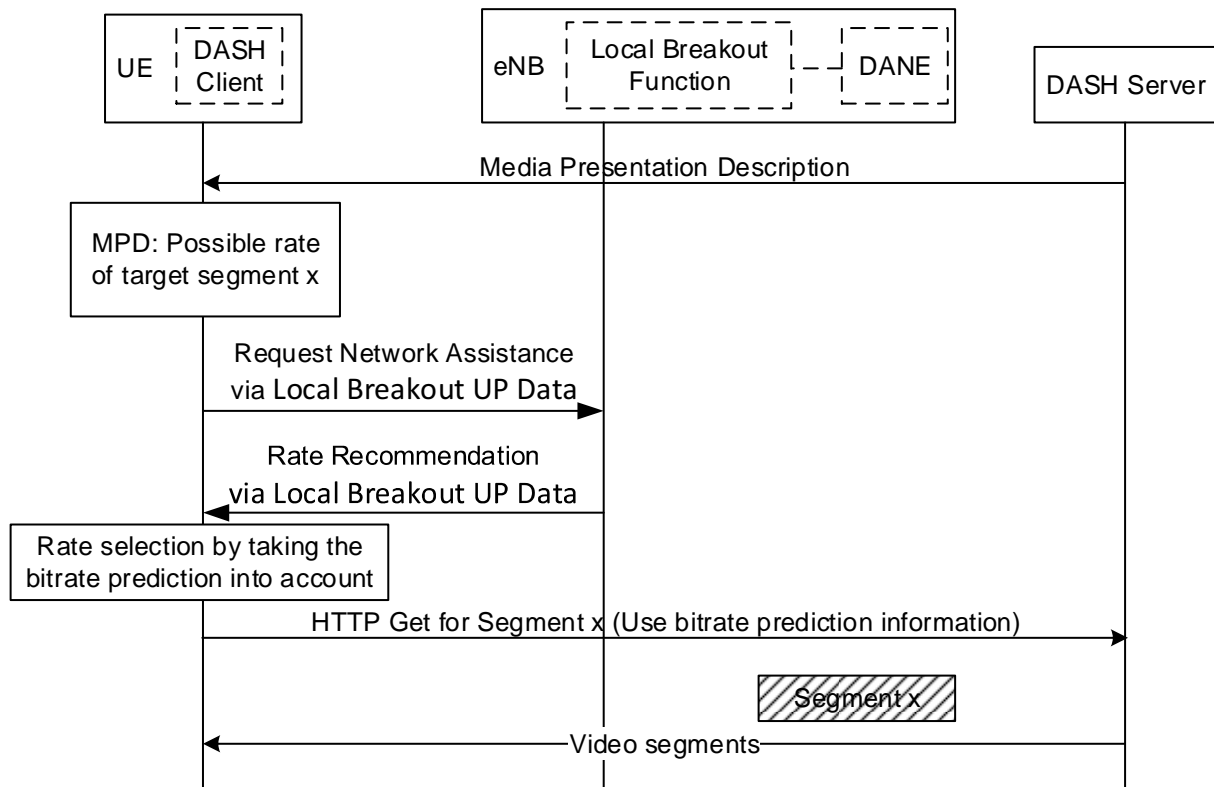 UE
DASH
Client
eNB
Local Breakout
Function
DANE
DASH Server
Media Presentation Description
MPD: Possible rate
of target segment x
Request Network Assistance
via Local Breakout UP Data
Rate Recommendation
via Local Breakout UP Data
Rate selection by taking the
bitrate prediction into account
HTTP Get for Segment x (Use bitrate prediction information)
Segment x
Video segments